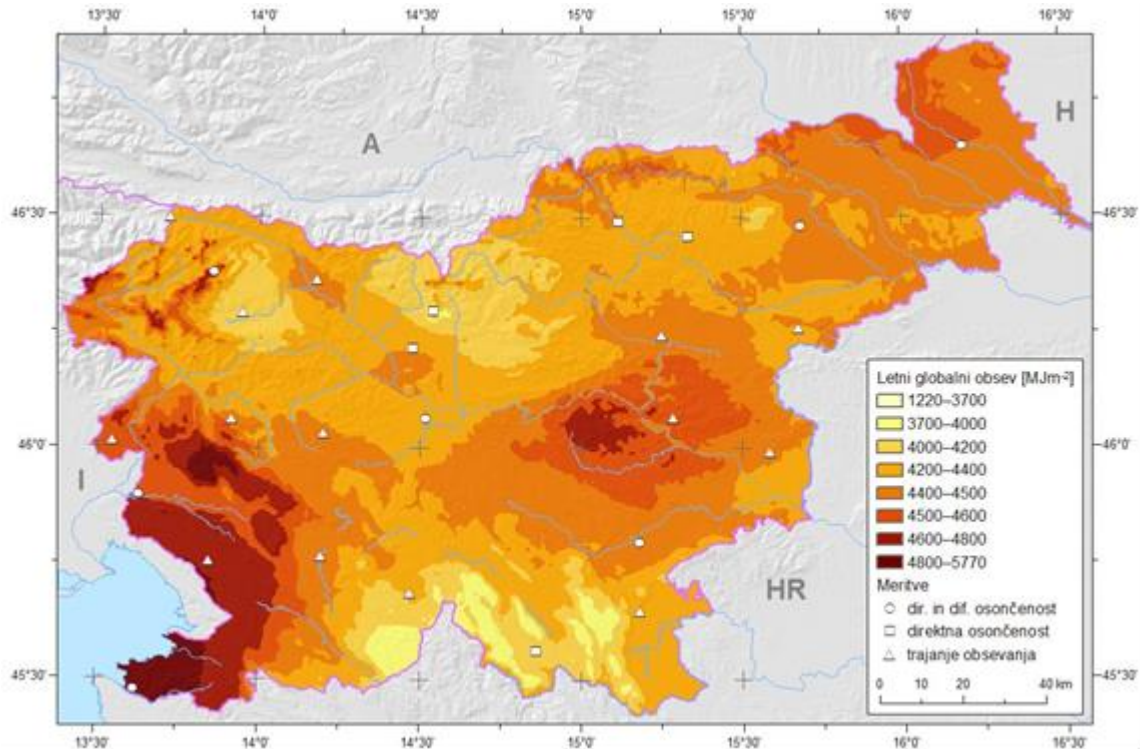 13°30' 14°0' 14°30' 15°0' 15°30' 16°0' 16°30'
H
A
46°30' 46°30'
Letni globalni obsev [MJm-2]
1220–3700
3700–4000
4000–4200
4200–4400
4400–4500
4500–4600
4600–4800
4800–5770
Meritve
dir. in dif. osončenost
direktna osončenost
trajanje obsevanja
0 10 20 40 km
46°0' 46°0'
I
HR
45°30' 45°30'
13°30' 14°0' 14°30' 15°0' 15°30' 16°0'